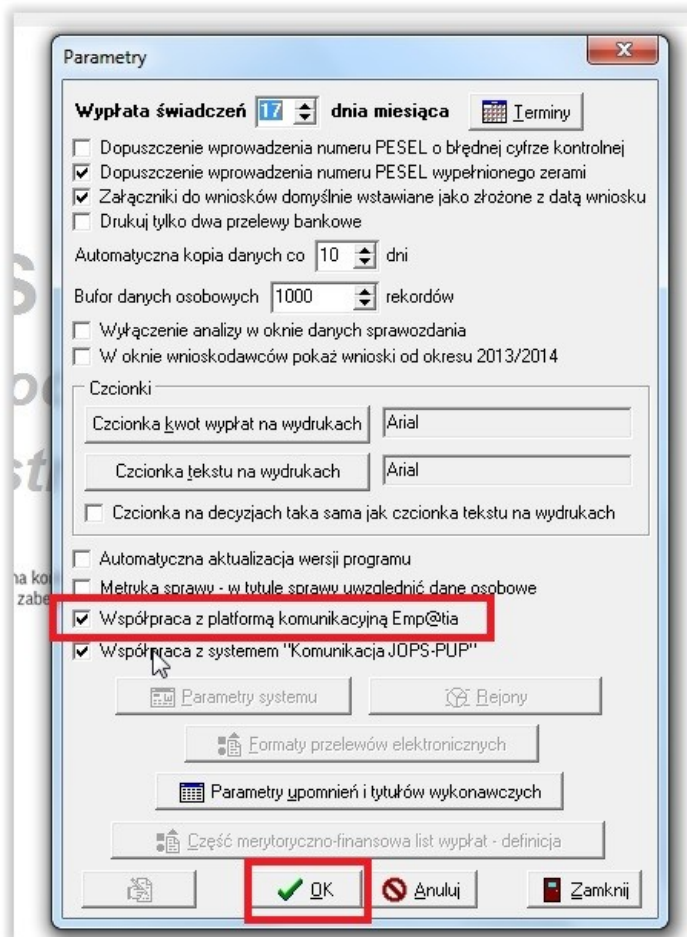 Parametry
Wypłata świadczeń 17 dnia miesiąca Terminy
Dopuszczenie wprowadzenia numeru PESEL o błędnej cyfrze kontrolnej
Dopuszczenie wprowadzenia numeru PESEL wypełnionego zerami
Załączniki do wniosków domyślnie wstawiane jako złożone z datą wniosku
Drukuj tylko dwa przelewy bankowe
Automatyczna kopia danych co 10 dni
Bufor danych osobowych 1000 rekordów
Wyłączenie analizy w oknie danych sprawozdania
W oknie wnioskodawców pokaż wnioski od okresu 2013/2014
Czcionki
Czcionka kwot wypłat na wydrukach Arial
Czcionka tekstu na wydrukach Arial
Czcionka na decyzjach taka sama jak czcionka tekstu na wydrukach
Automatyczna aktualizacja wersji programu
Metryka sprawy - w tytule sprawy uwzględnić dane osobowe
Współpraca z platformą komunikacyjną Emp@tia
Współpraca z systemem "Komunikacja JOPS-PUP"
Parametry systemu Rejony
Formaty przelewów elektronicznych
Parametry upomnień i tytułów wykonawczych
Część merytoryczno-finansowa list wypłat - definicja
OK Anuluj Zamknij